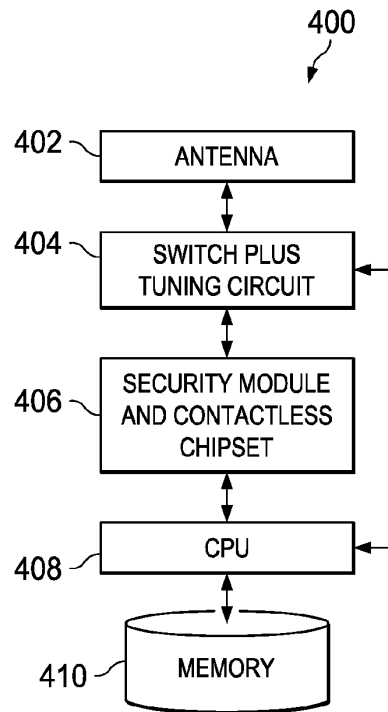 400
402
ANTENNA
404
SWITCH PLUS
TUNING CIRCUIT
406
SECURITY MODULE
AND CONTACTLESS
CHIPSET
408
CPU
410
MEMORY